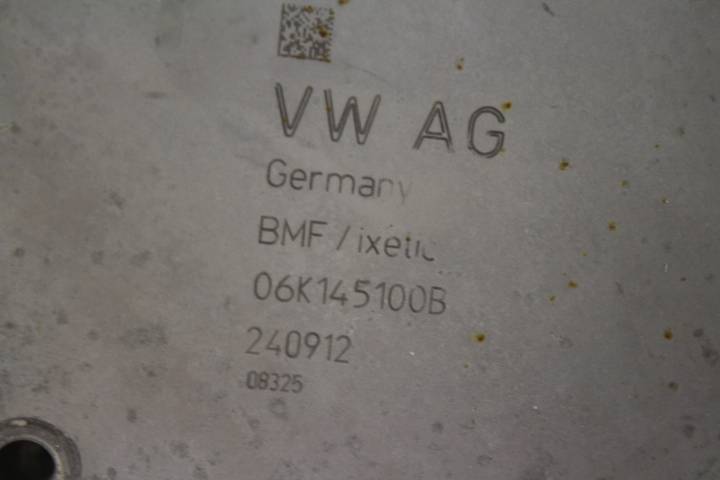 VW AG
Germany
BMF / ixetic
06K145100B
240912
08325